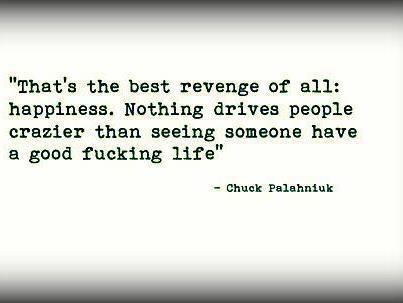 "That's the best revenge of all:
happiness. Nothing drives people
crazier than seeing someone have
a good fucking life"
- Chuck Palahniuk